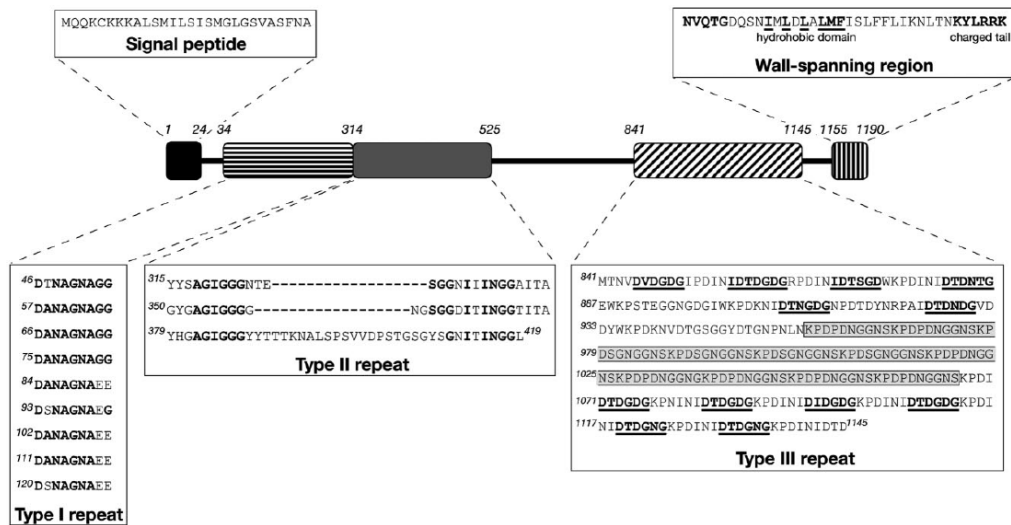 MQQKCKKKALSMILSISMGLGSVASFNA
Signal peptide
NVQTGDQSNIMLDLALMFISLFFLIKNLTNKYLRRK
hydrohobic domain charged tail
Wall-spanning region
1 24 34 314 525 841 1145 1155 1190
46DTNAGNAGG
57DANAGNAGG
66DANAGNAGG
75DANAGNAGG
84DANAGNAEE
93DSNAGNAEG
102DANAGNAEE
111DANAGNAEE
120DSNAGNAEE
Type I repeat
315YYSAGIGGGNTE-------------------SGGNIIINGGAITA
350GYGAGIGGGG-------------------NGSGGDITINGGTITA
379YHGAGIGGGYYTTTKNALSPSVVDPSTGSGYSGNITINGGL419
Type II repeat
841MTNVDVDGDGIPDINIDTDGDGRPDINIDTSGDWKPDINIDTDNTG
887EWKPSTEGGNGDGIWKPDKNIDTNGDGNPDTDYNRPAIDTDNDGVD
933DYWKPDKNVDTGSGGYDTGNPNLNKPDPDNGGNSKPDPDNGGNSKP
979DSGNGGNSKPDSGNGGNSKPDSGNGGNSKPDSGNGGNSKPDPDNGG
1025NSKPDPDNGGNGKPDPDNGGNSKPDPDNGGNSKPDPDNGGNSKPDI
1071DTDGDGKPNINIDTDGDGKPDINIDIDGDGKPDINIDTDGDGKPDI
1117NIDTDGNGKPDINIDTDGNGKPDINIDTD1145
Type III repeat